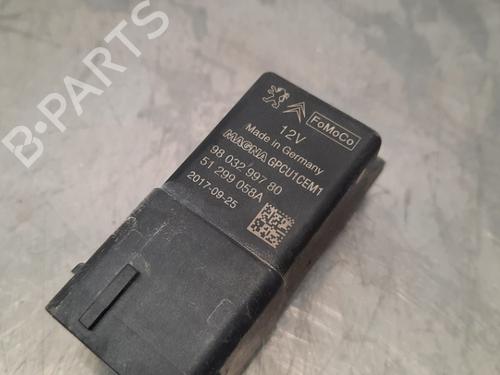 FoMoCo
12V
Made in Germany
MAGNA GPCU1CEM1
98 032 997 80
51 299 058A
2017-09-25
B-PARTS